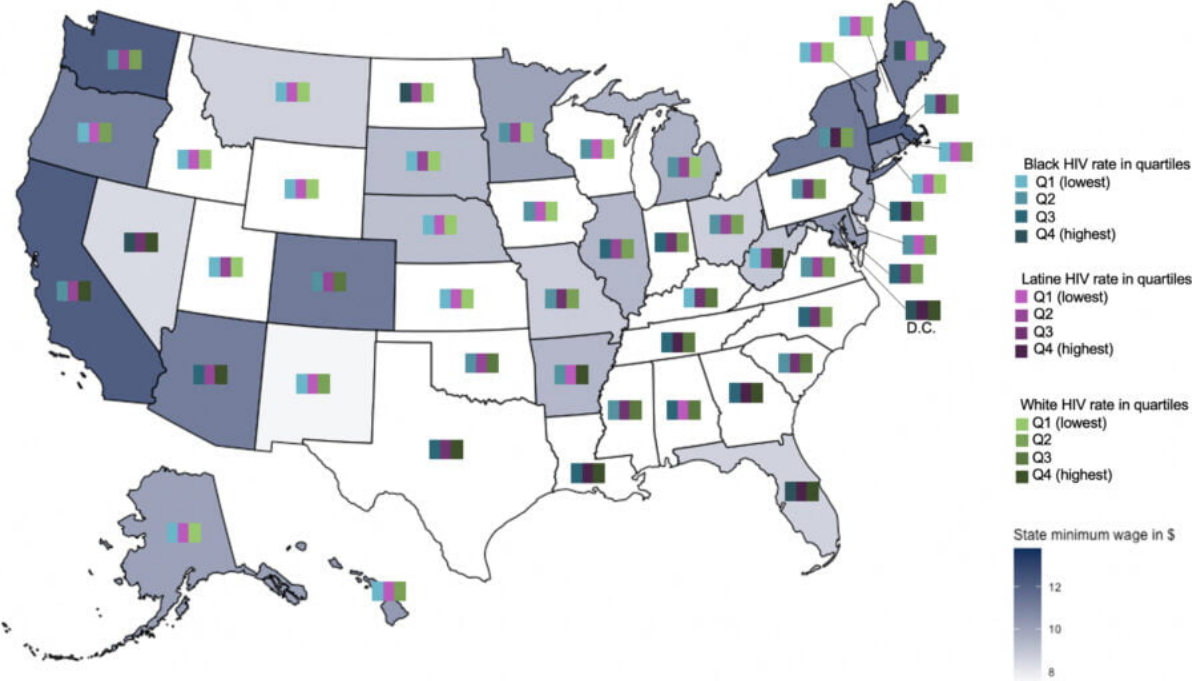 D.C.
Black HIV rate in quartiles
Q1 (lowest)
Q2
Q3
Q4 (highest)
Latine HIV rate in quartiles
Q1 (lowest)
Q2
Q3
Q4 (highest)
White HIV rate in quartiles
Q1 (lowest)
Q2
Q3
Q4 (highest)
State minimum wage in $
12
10
8